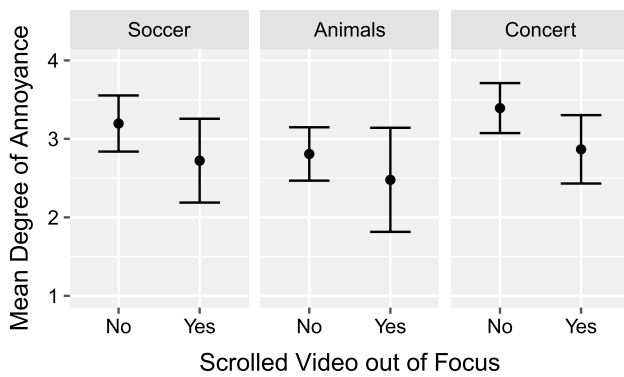 Soccer Animals Concert
Mean Degree of Annoyance
4
3
2
1
No Yes No Yes No Yes
Scrolled Video out of Focus